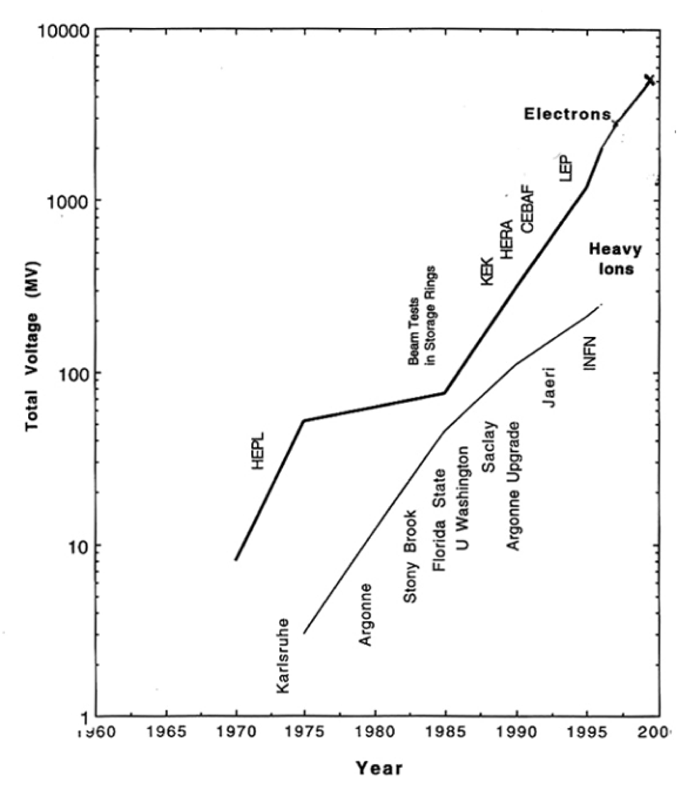 10000
1000
100
10
1
Total Voltage (MV)
Electrons
LEP
CEBAF
HERA
KEK
Heavy
Ions
Beam Tests
in Storage Rings
HEPL
INFN
Jaeri
Saclay
Argonne Upgrade
U Washington
Florida State
Stony Brook
Argonne
Karlsruhe
1960 1965 1970 1975 1980 1985 1990 1995 200
Year